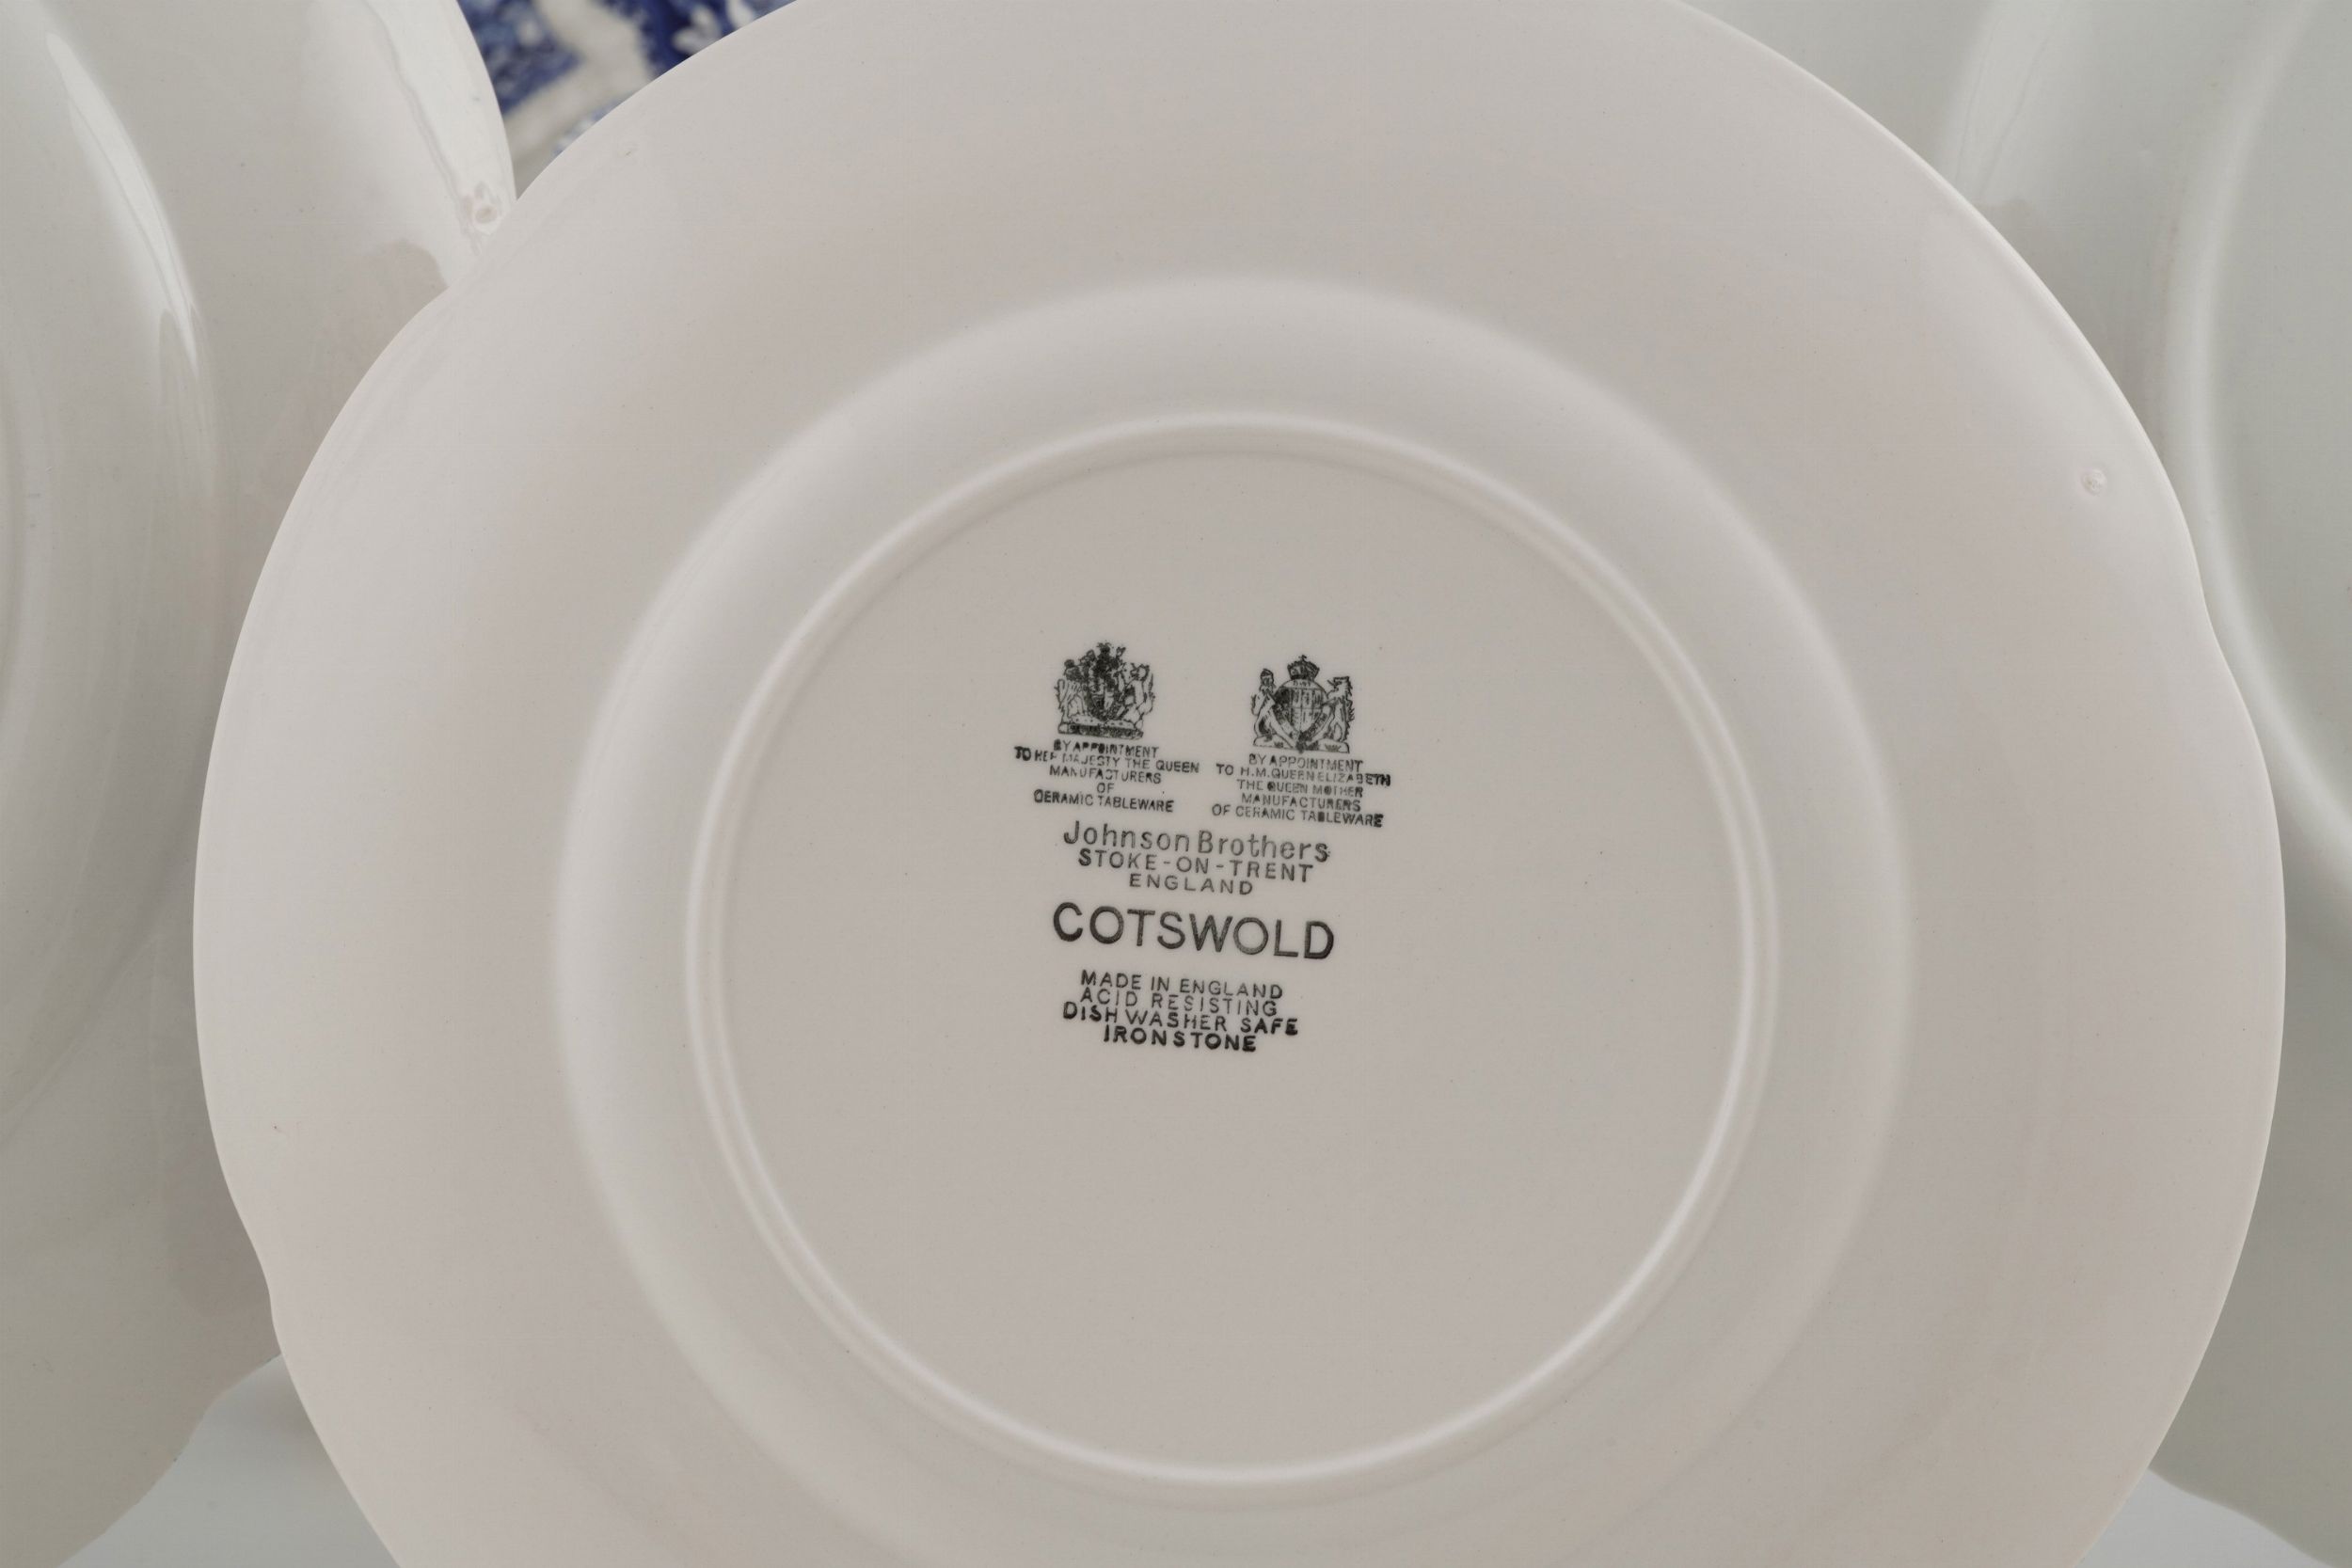 BY APPOINTMENT
TO HER MAJESTY THE QUEEN
MANUFACTURERS
OF
CERAMIC TABLEWARE
BY APPOINTMENT
TO H.M. QUEEN ELIZABETH
THE QUEEN MOTHER
MANUFACTURERS
OF CERAMIC TABLEWARE
Johnson Brothers
STOKE-ON-TRENT
ENGLAND
COTSWOLD
MADE IN ENGLAND
ACID RESISTING
DISHWASHER SAFE
IRONSTONE